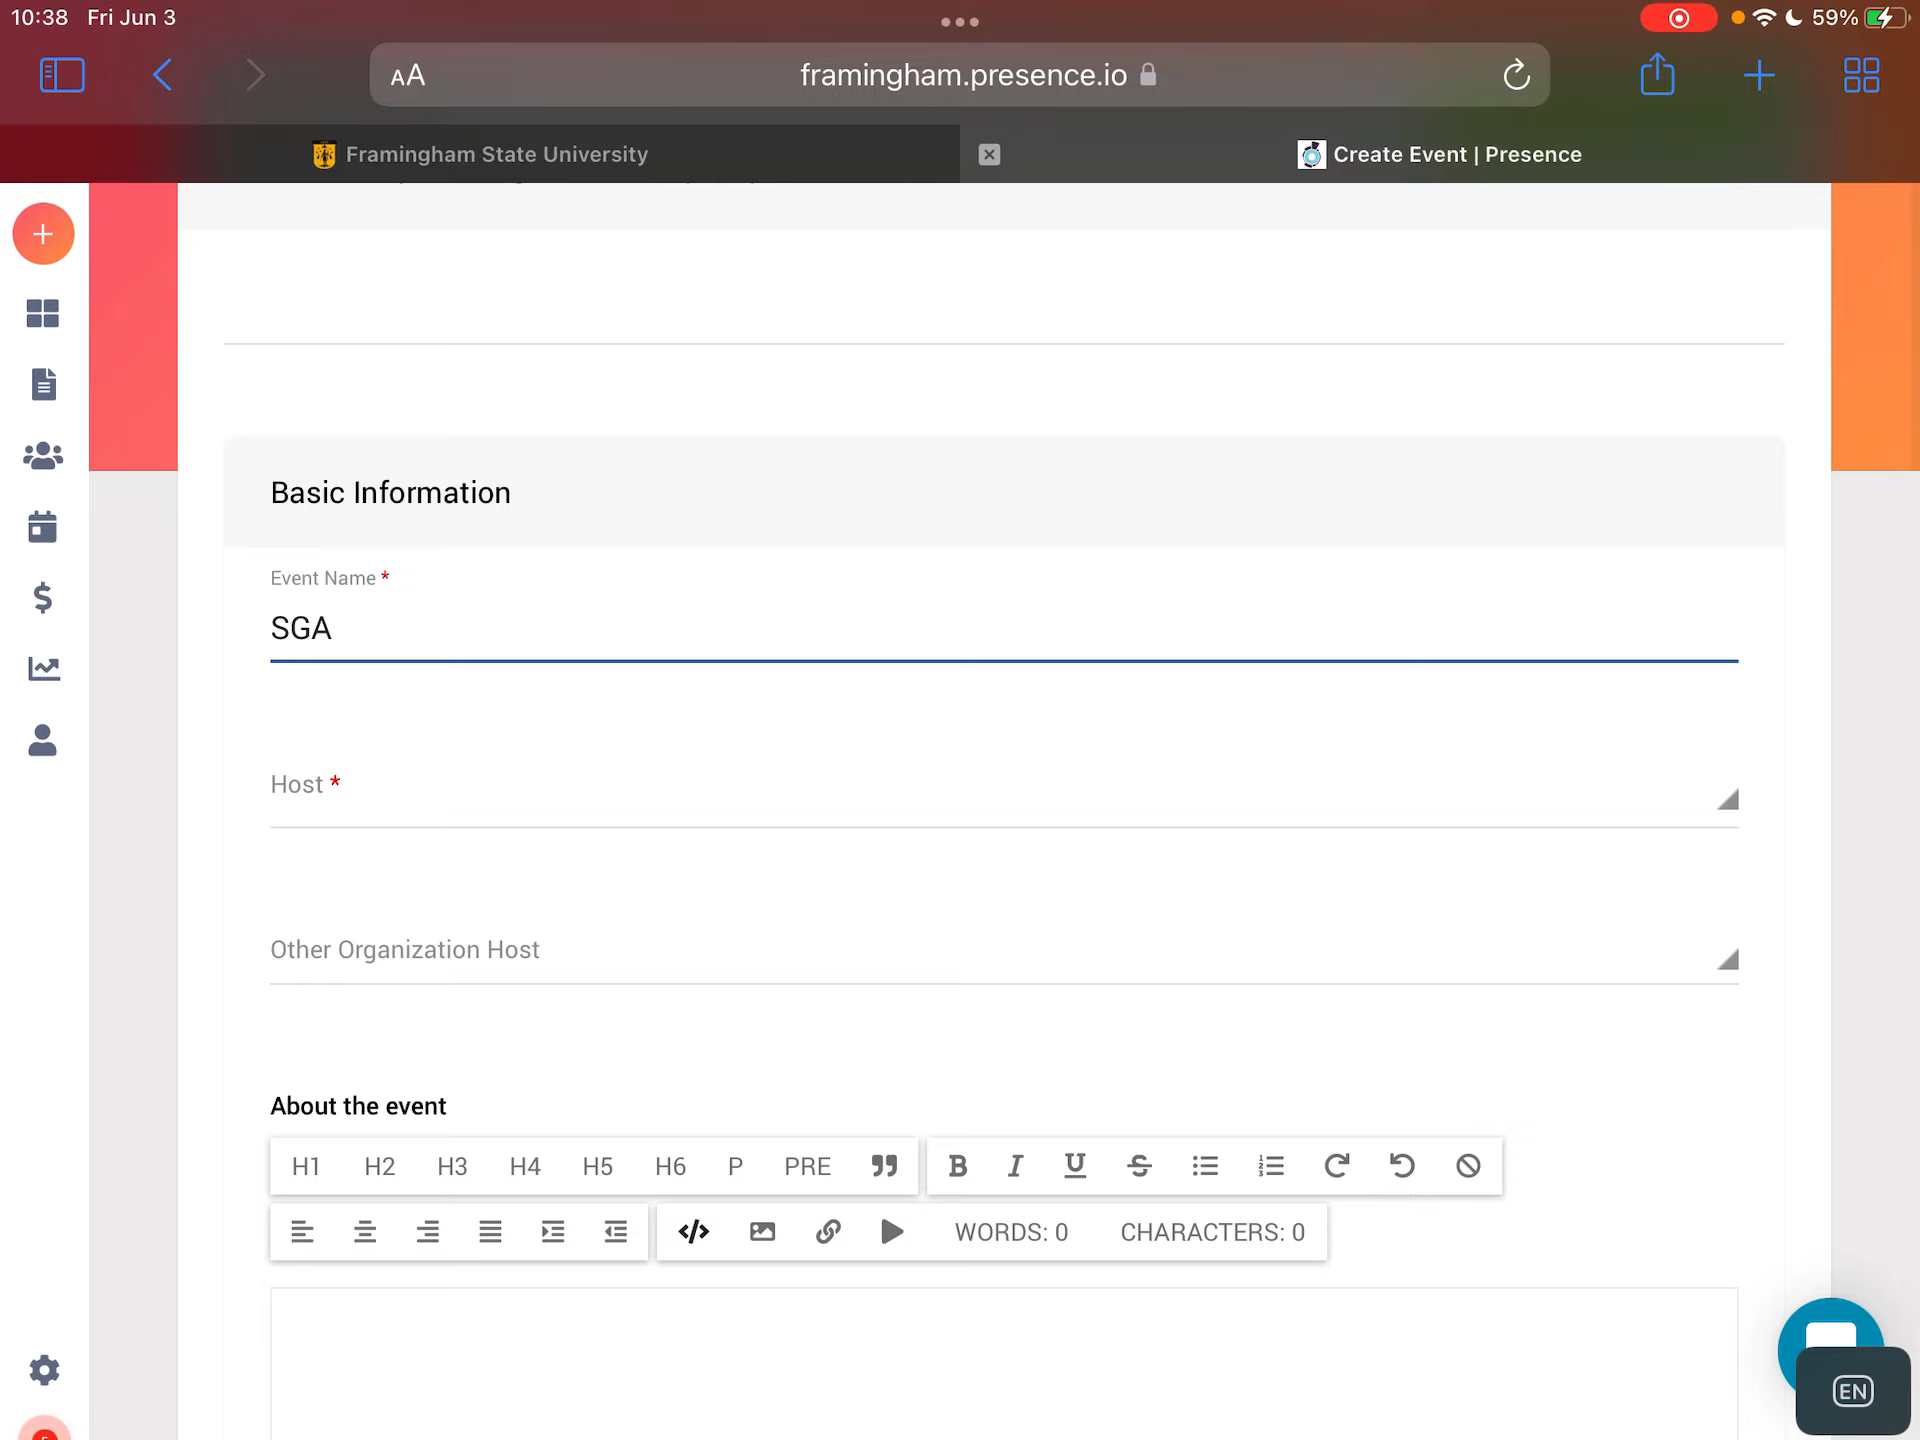 10:38 Fri Jun 3
59%
AA framingham.presence.io
Framingham State University
Create Event | Presence
Basic Information
Event Name *
SGA
Host *
Other Organization Host
About the event
H1 H2 H3 H4 H5 H6 P PRE B I U S
WORDS: 0 CHARACTERS: 0
EN